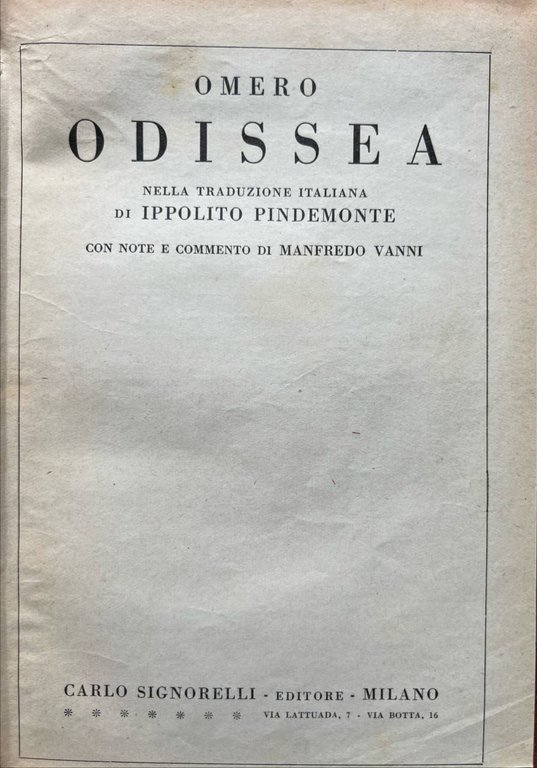 OMERO
ODISSEA
NELLA TRADUZIONE ITALIANA
DI IPPOLITO PINDEMONTE
CON NOTE E COMMENTO DI MANFREDO VANNI
CARLO SIGNORELLI - EDITORE - MILANO
VIA LATTUADA, 7 - VIA BOTTA, 16